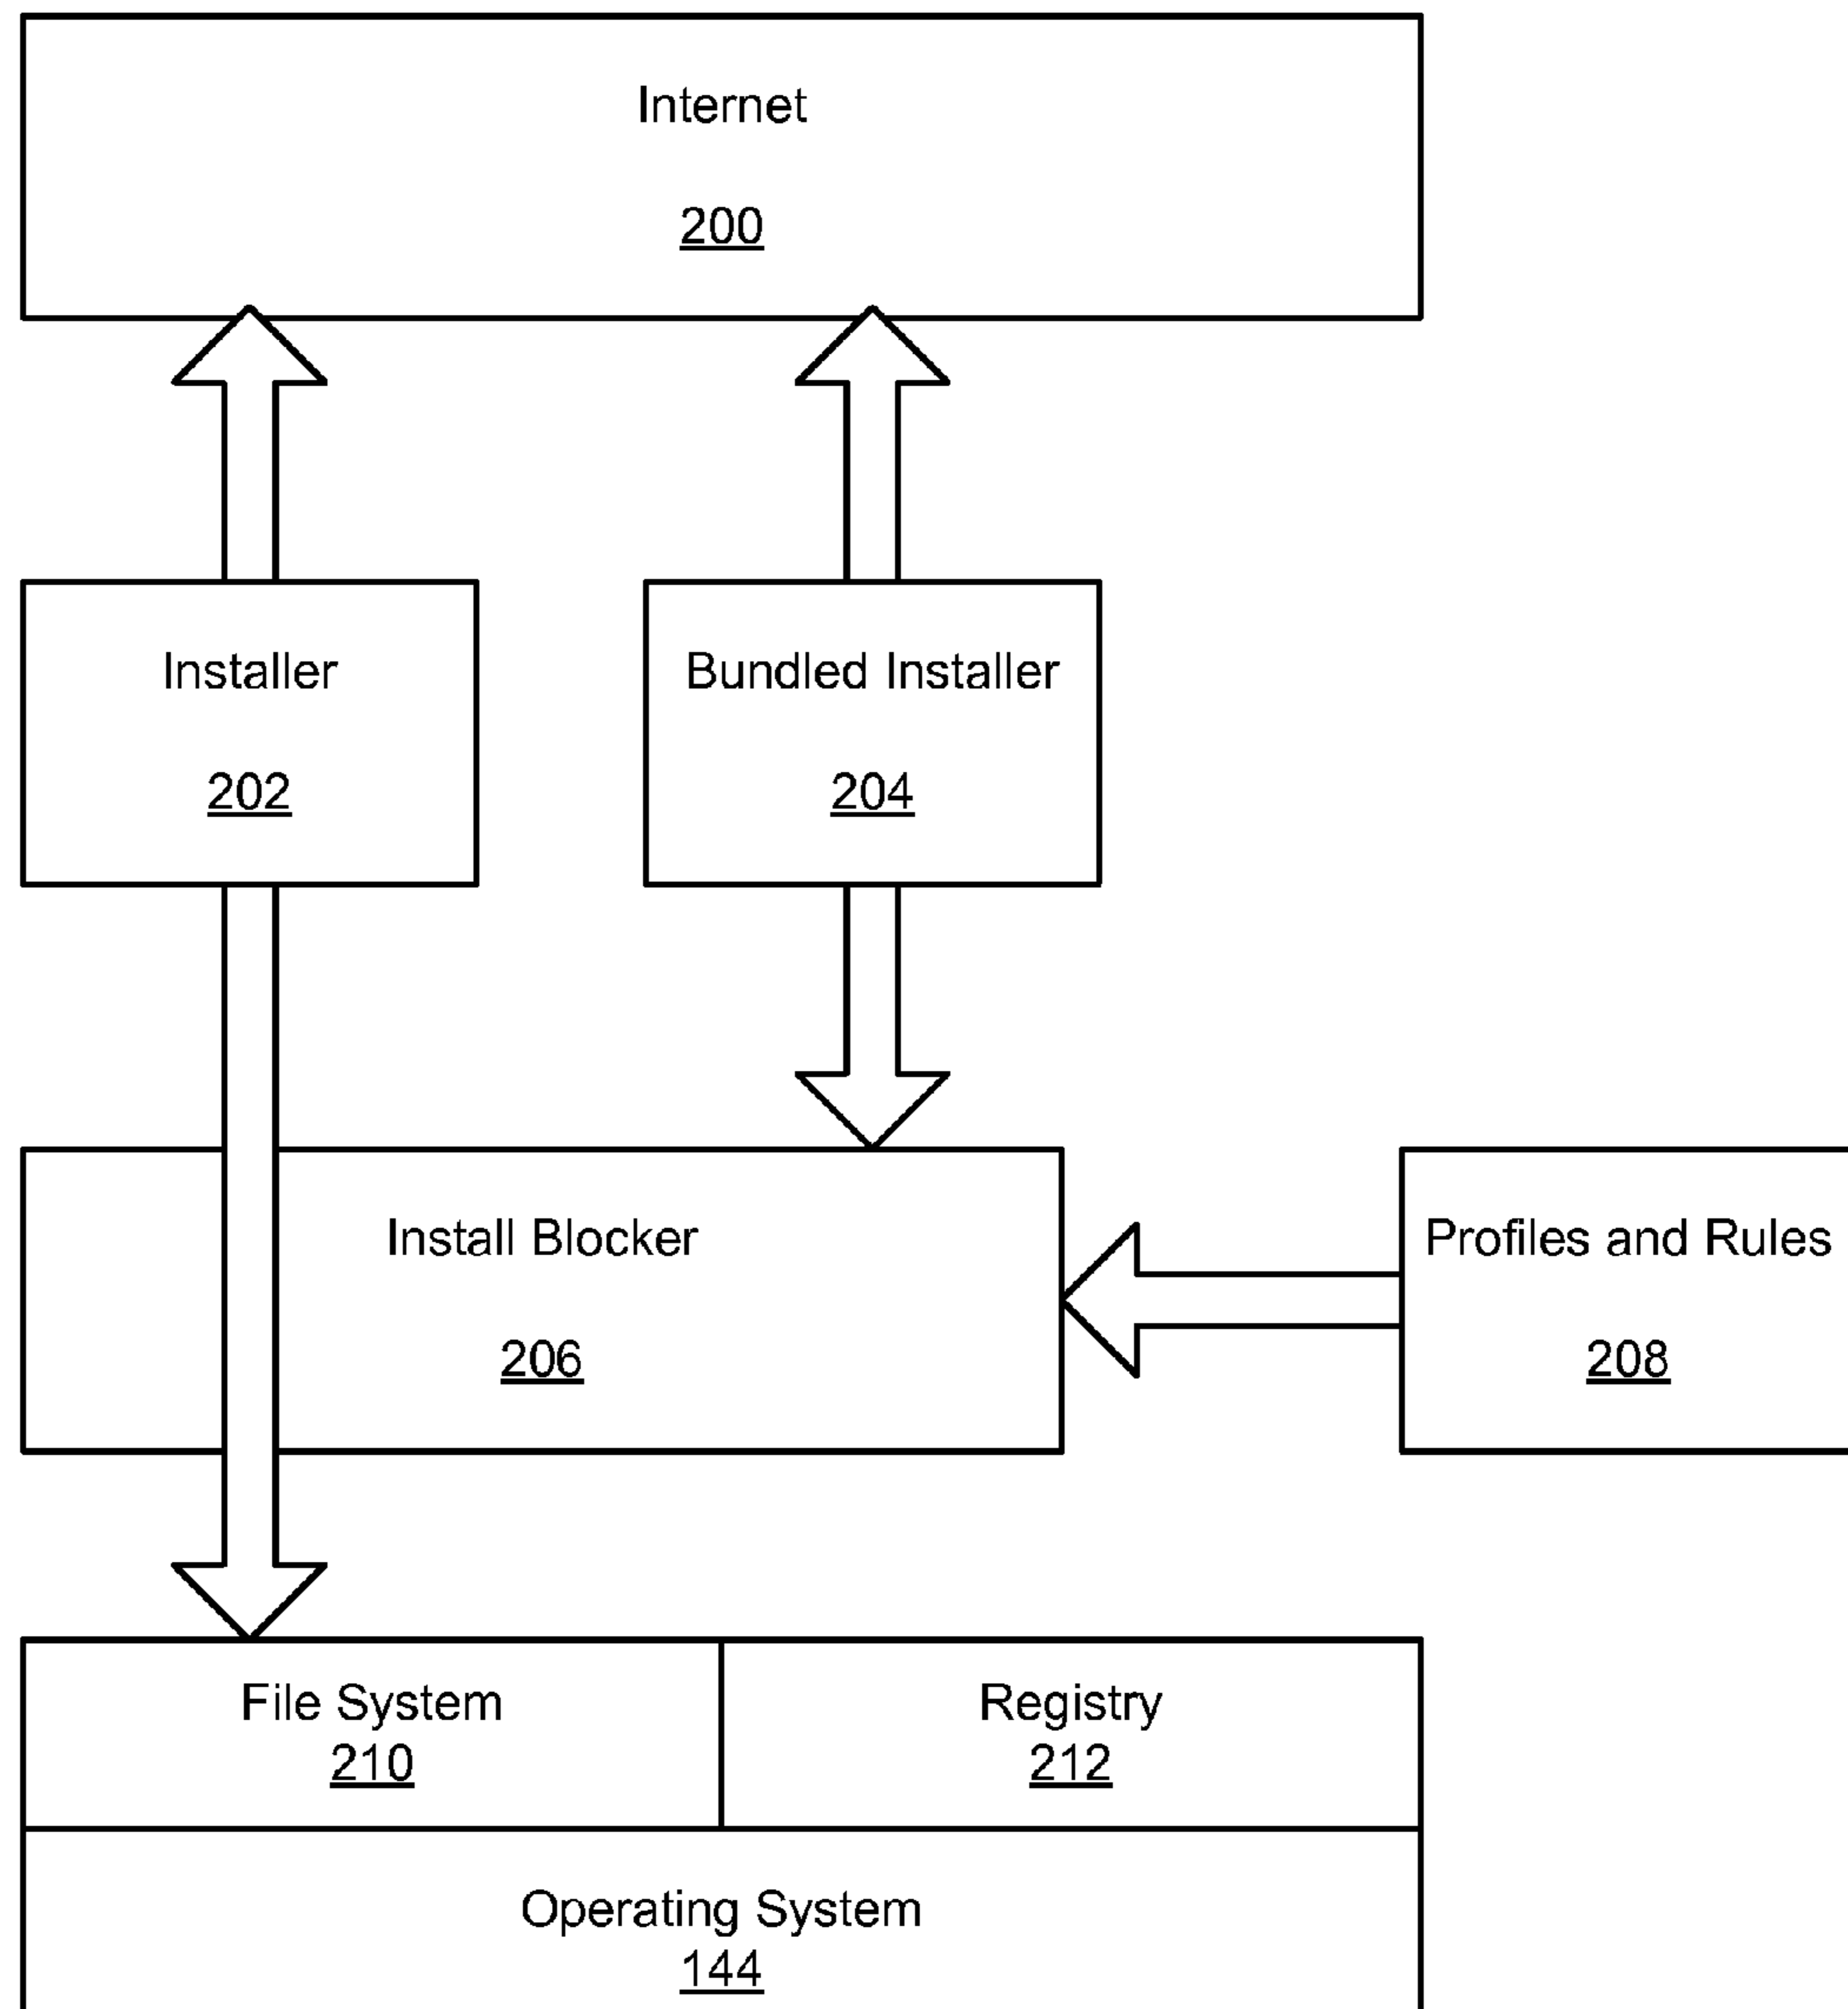 Internet
200
Installer
202
Bundled Installer
204
Install Blocker
206
Profiles and Rules
208
File System
210
Registry
212
Operating System
144